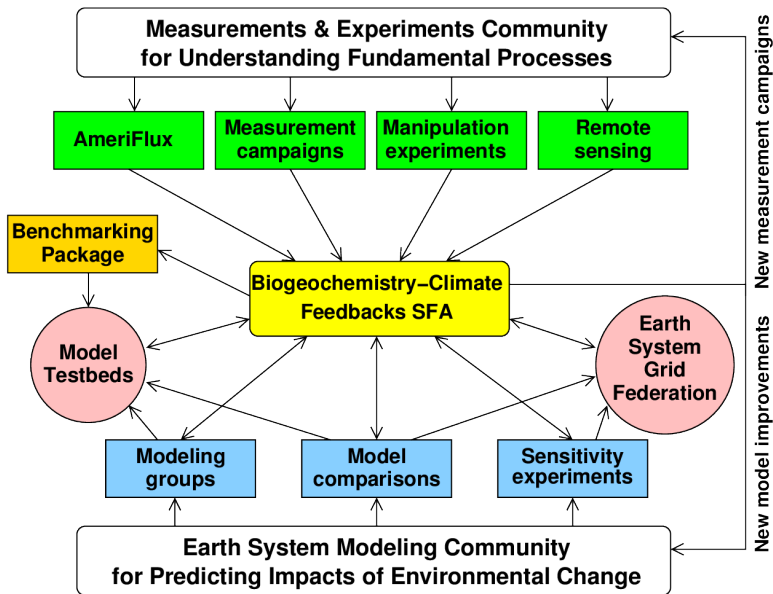 Measurements & Experiments Community
for Understanding Fundamental Processes
AmeriFlux
Measurement
campaigns
Manipulation
experiments
Remote
sensing
New measurement campaigns
Benchmarking
Package
Biogeochemistry−Climate
Feedbacks SFA
Model
Testbeds
Earth
System
Grid
Federation
New model improvements
Modeling
groups
Model
comparisons
Sensitivity
experiments
Earth System Modeling Community
for Predicting Impacts of Environmental Change